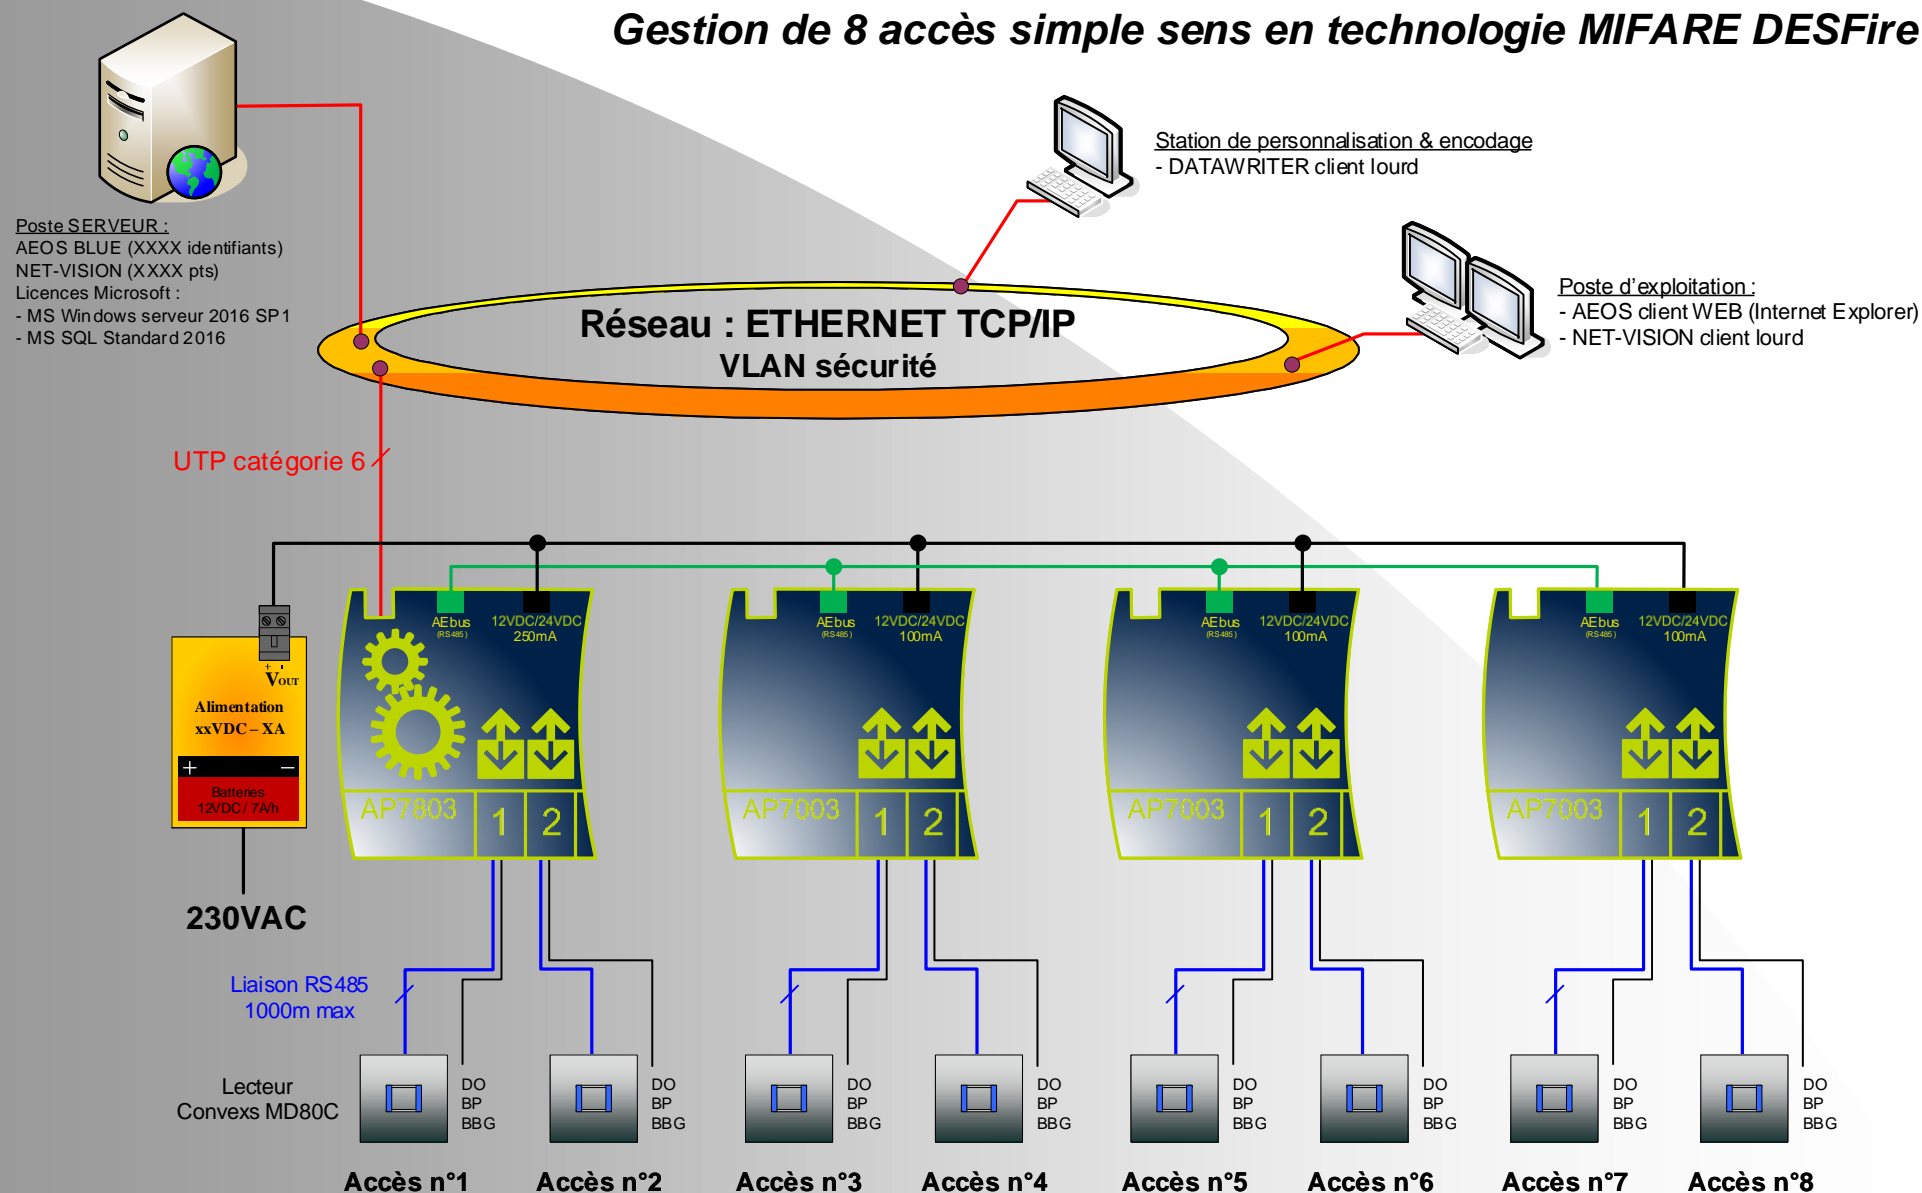 Gestion de 8 accès simple sens en technologie MIFARE DESFire
Station de personnalisation & encodage
- DATAWRITER client lourd
Poste SERVEUR :
AEOS BLUE (XXXX identifiants)
NET-VISION (XXXX pts)
Licences Microsoft :
- MS Windows serveur 2016 SP1
- MS SQL Standard 2016
Poste d'exploitation :
- AEOS client WEB (Internet Explorer)
- NET-VISION client lourd
Réseau : ETHERNET TCP/IP
VLAN sécurité
UTP catégorie 6
AEbus
(RS485)
12VDC/24VDC
250mA
AEbus
(RS485)
12VDC/24VDC
100mA
AEbus
(RS485)
12VDC/24VDC
100mA
AEbus
(RS485)
12VDC/24VDC
100mA
+ -
VOUT
Alimentation
xxVDC – XA
+ –
Batteries
12VDC / 7A/h
230VAC
AP7803 1 2
AP7003 1 2
AP7003 1 2
AP7003 1 2
Liaison RS485
1000m max
Lecteur
Convexs MD80C
DO
BP
BBG
DO
BP
BBG
DO
BP
BBG
DO
BP
BBG
DO
BP
BBG
DO
BP
BBG
DO
BP
BBG
DO
BP
BBG
Accès n°1
Accès n°2
Accès n°3
Accès n°4
Accès n°5
Accès n°6
Accès n°7
Accès n°8